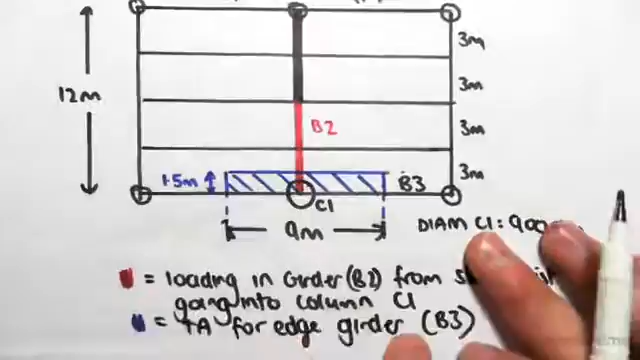 3m
12m
3m
B2
3m
1.5m
B3
3m
C1
9m
DIAM C1:
= loading in Girder (B2) from
going into column C1
= TA for edge girder (B3)